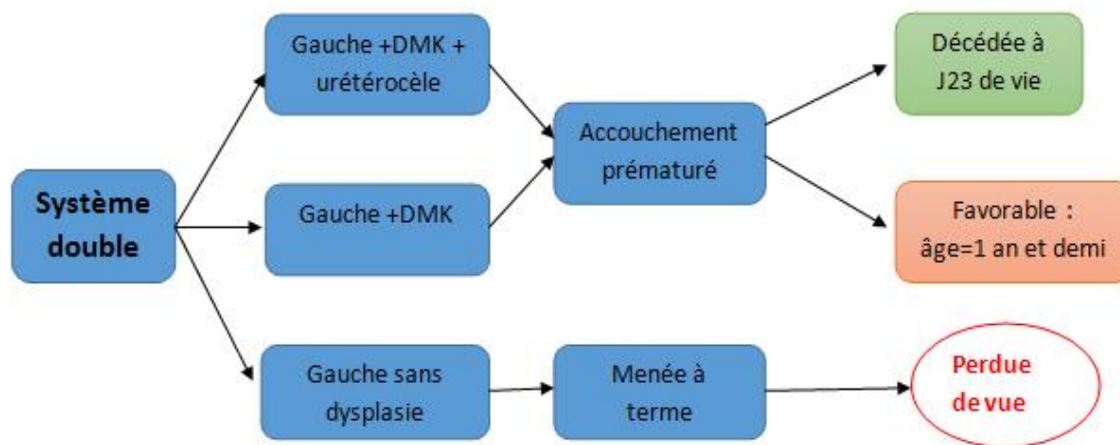 Système
double
Gauche +DMK +
urétérocèle
Gauche +DMK
Gauche sans
dysplasie
Accouchement
prématuré
Menée à
terme
Décédée à
J23 de vie
Favorable :
âge=1 an et demi
Perdue
de vue